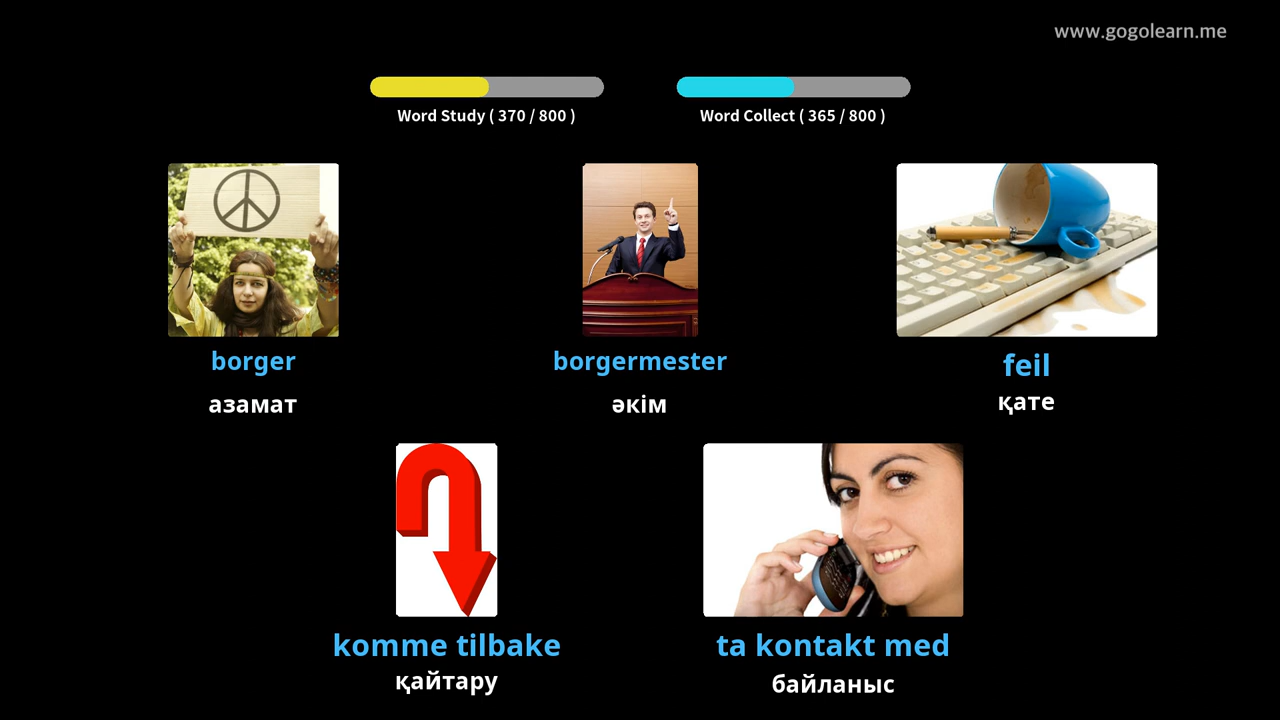 www.gogolearn.me
Word Study ( 370 / 800 )
Word Collect ( 365 / 800 )
borger
азамат
borgermester
әкім
feil
қате
komme tilbake
қайтару
ta kontakt med
байланыс